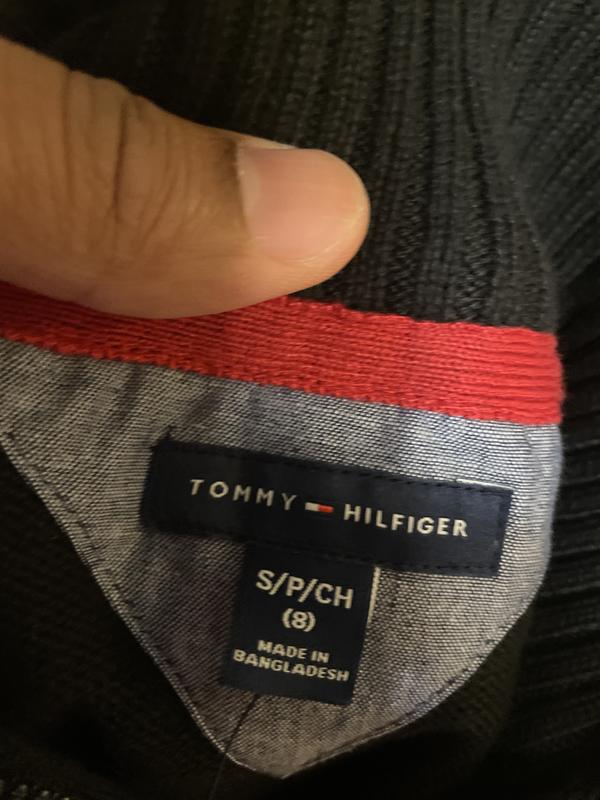 TOMMY HILFIGER
S/P/CH
(8)
MADE IN
BANGLADESH